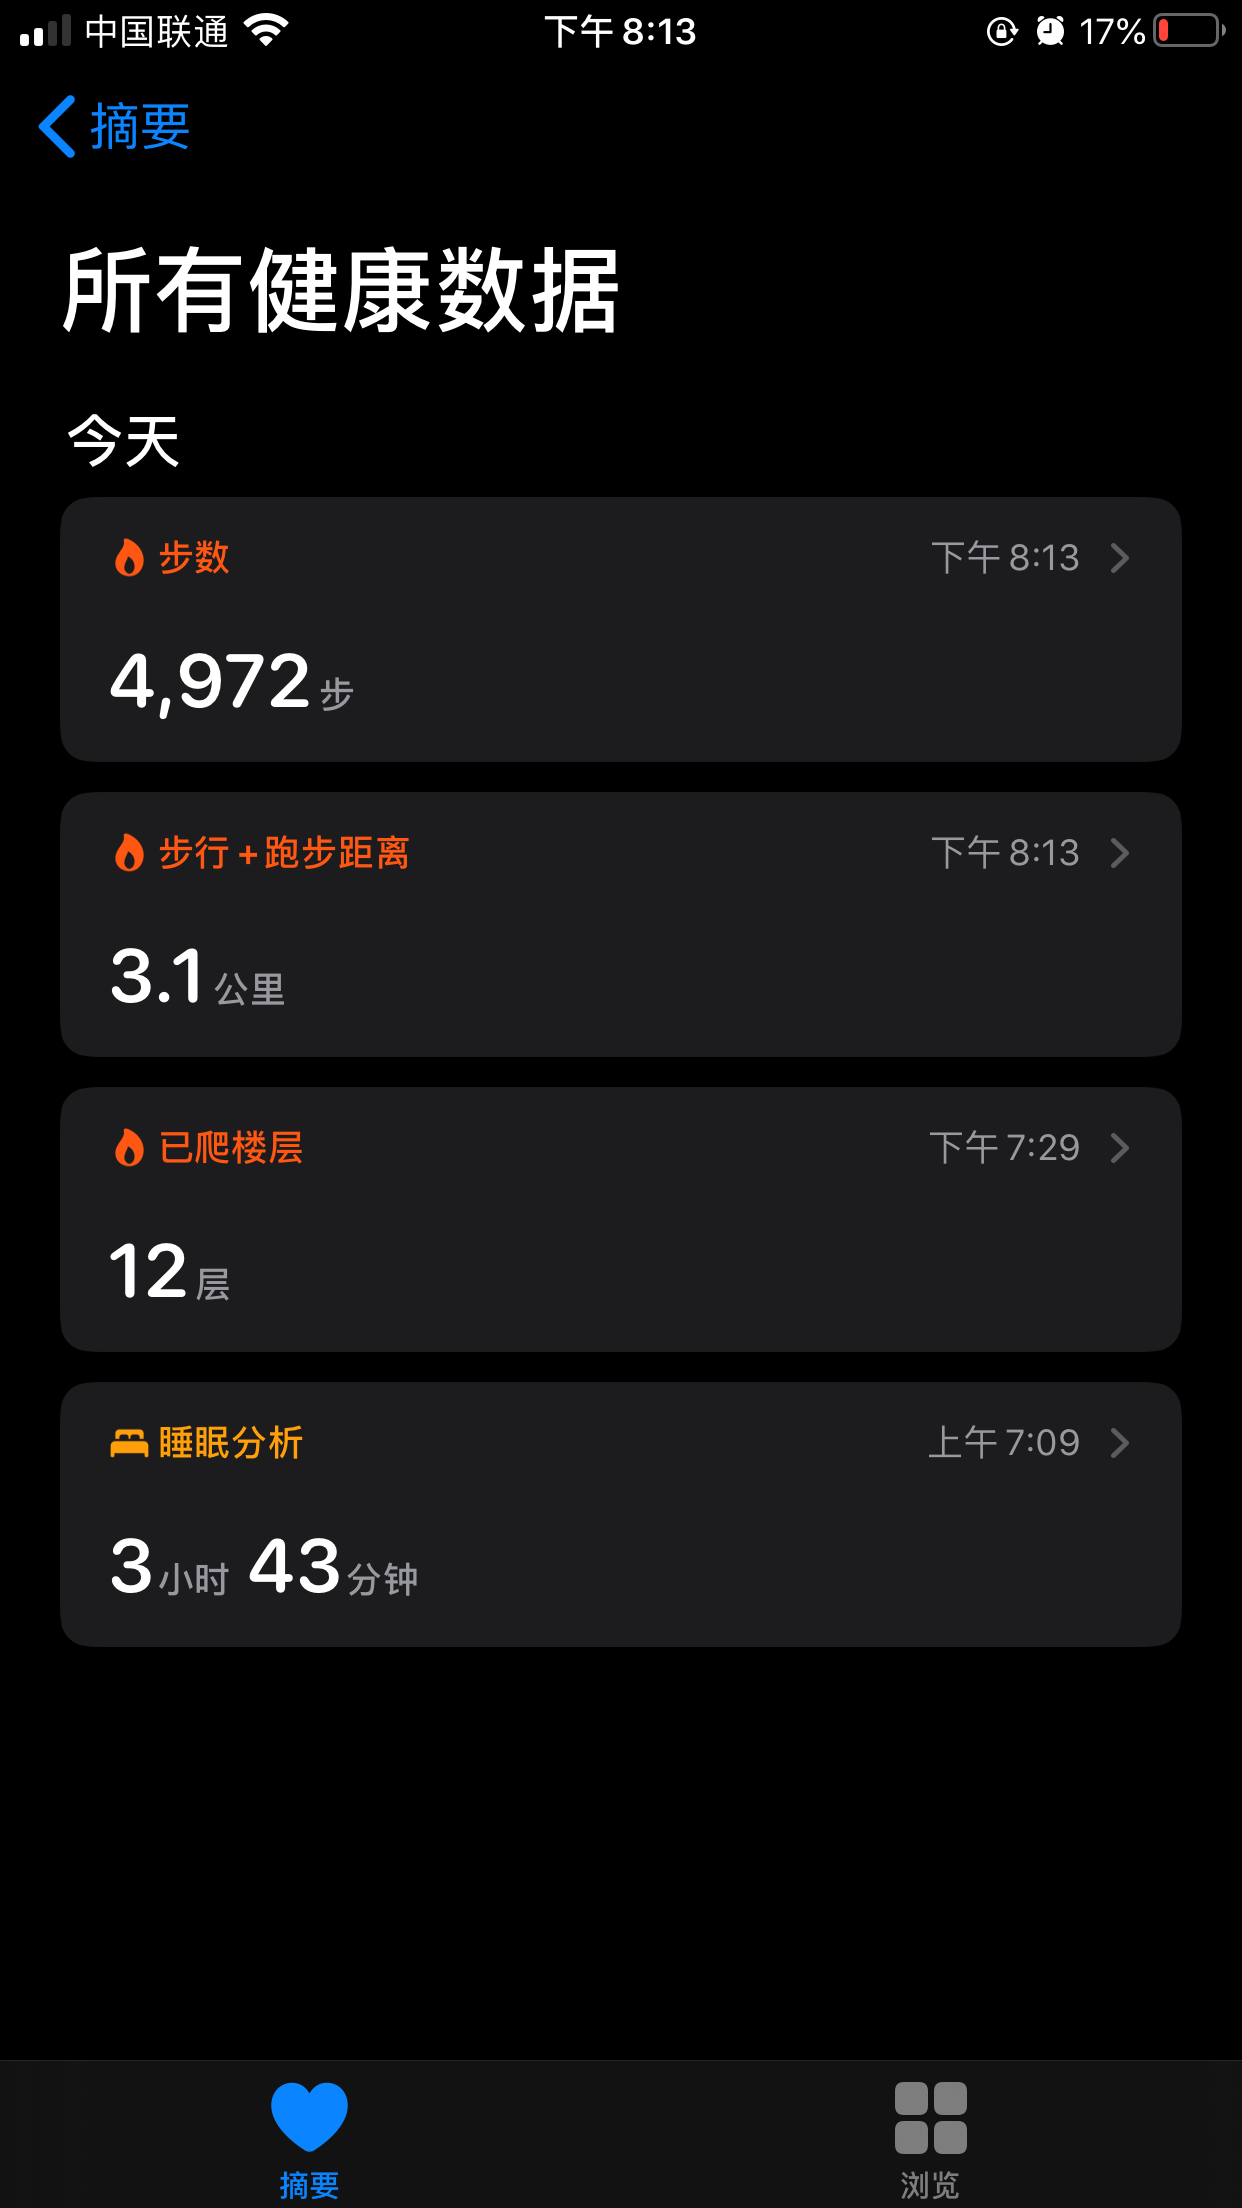 中国联通 下午 8:13 17%
摘要
所有健康数据
今天
步数 下午 8:13
4,972 步
步行 + 跑步距离 下午 8:13
3.1 公里
已爬楼层 下午 7:29
12 层
睡眠分析 上午 7:09
3 小时 43 分钟
摘要 浏览